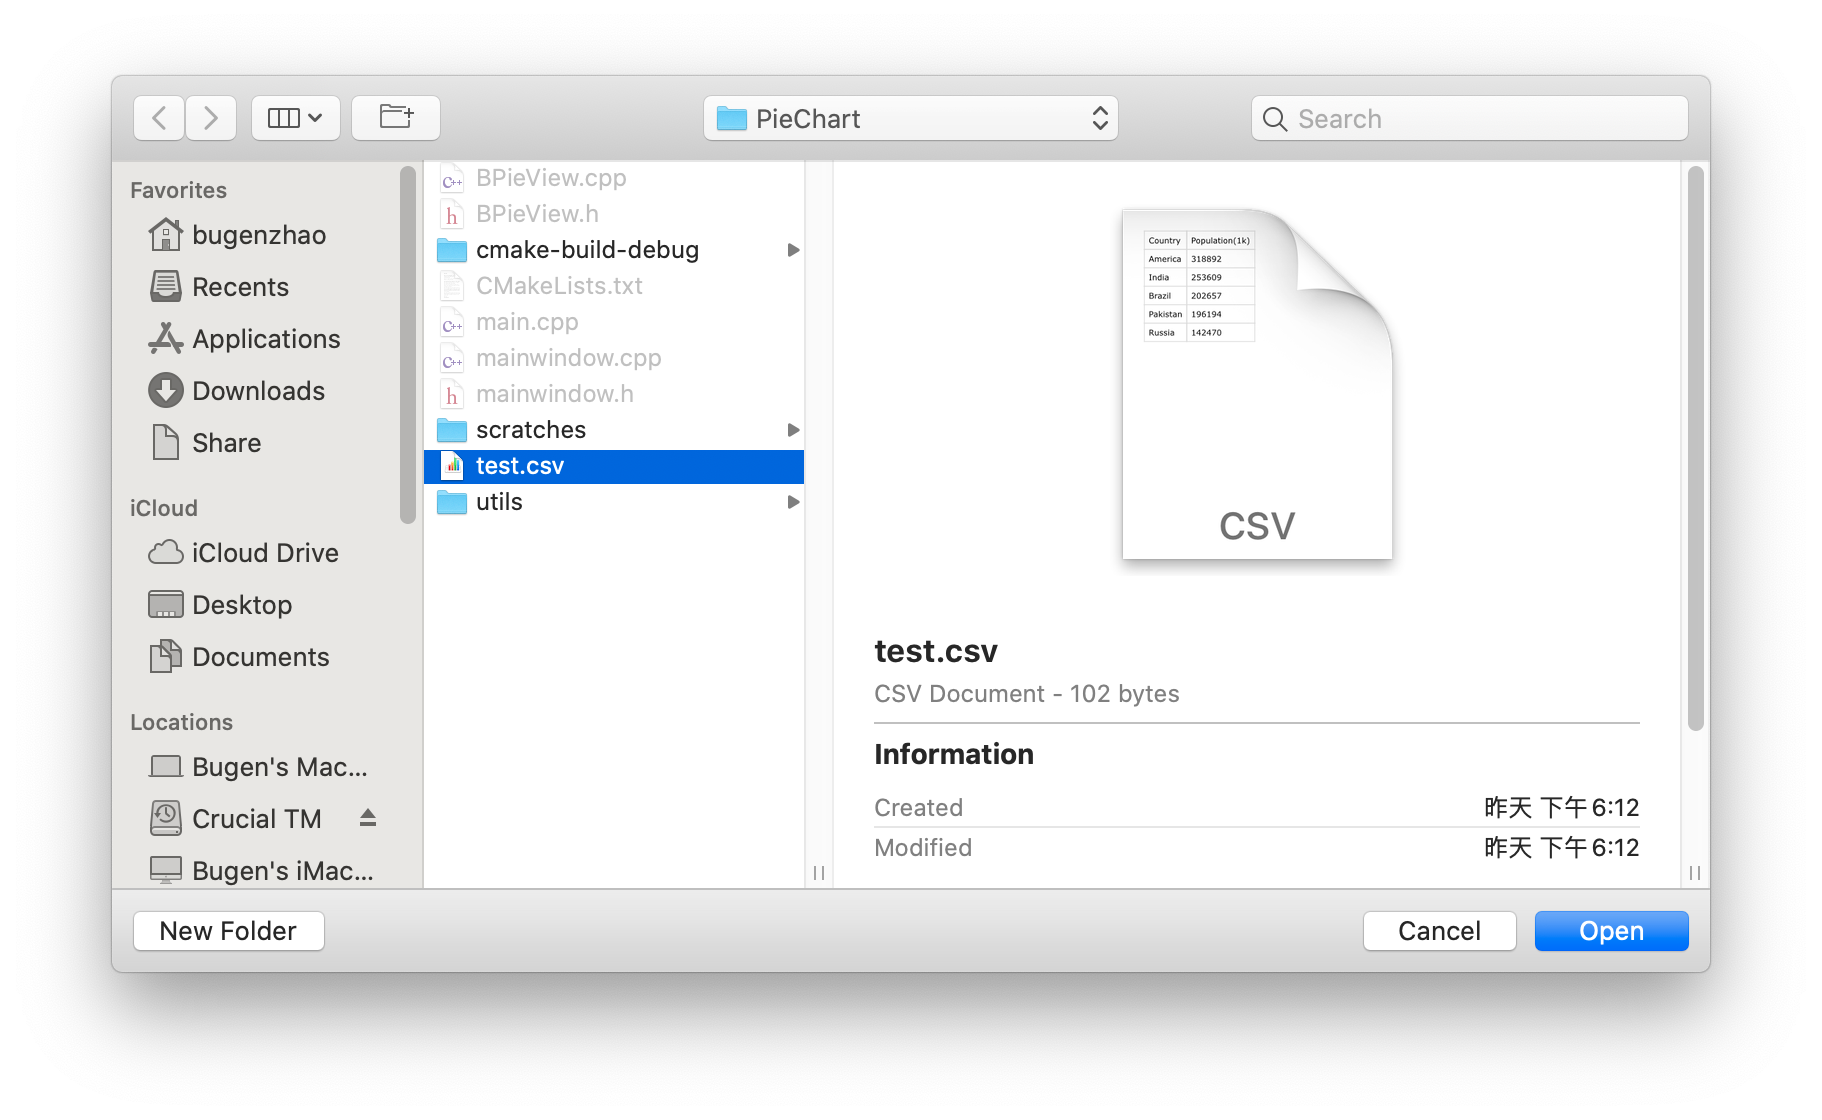 PieChart
Search
Favorites
bugenzhao
Recents
Applications
Downloads
Share
iCloud
iCloud Drive
Desktop
Documents
Locations
Bugen's Mac...
Crucial TM
Bugen's iMac...
C++ BPieView.cpp
h BPieView.h
cmake-build-debug
CMakeLists.txt
C++ main.cpp
C++ mainwindow.cpp
h mainwindow.h
scratches
test.csv
utils
Country Population(1k)
America 318892
India 253609
Brazil 202657
Pakistan 196194
Russia 142470
CSV
test.csv
CSV Document - 102 bytes
Information
Created 昨天 下午6:12
Modified 昨天 下午6:12
New Folder
Cancel
Open